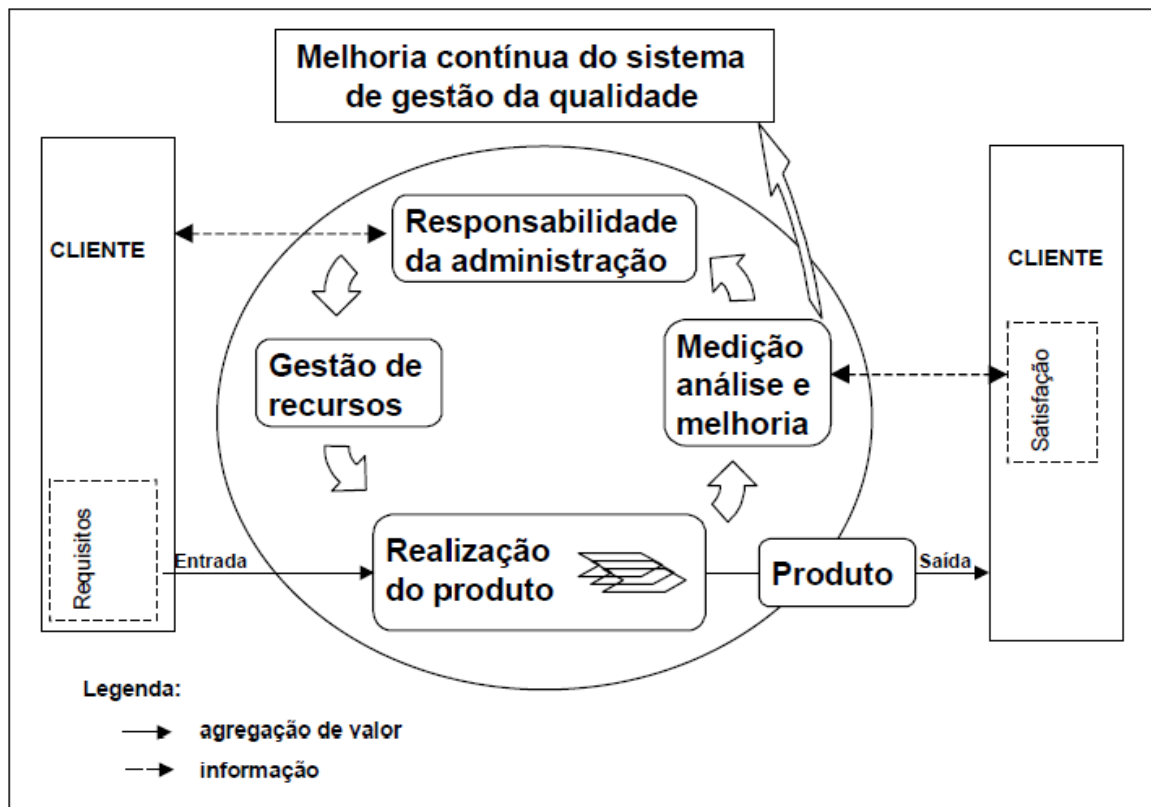 Melhoria contínua do sistema
de gestão da qualidade
CLIENTE
Responsabilidade
da administração
CLIENTE
Gestão de
recursos
Medição
análise e
melhoria
Satisfação
Requisitos
Entrada
Realização
do produto
Produto
Saída
Legenda:
agregação de valor
informação